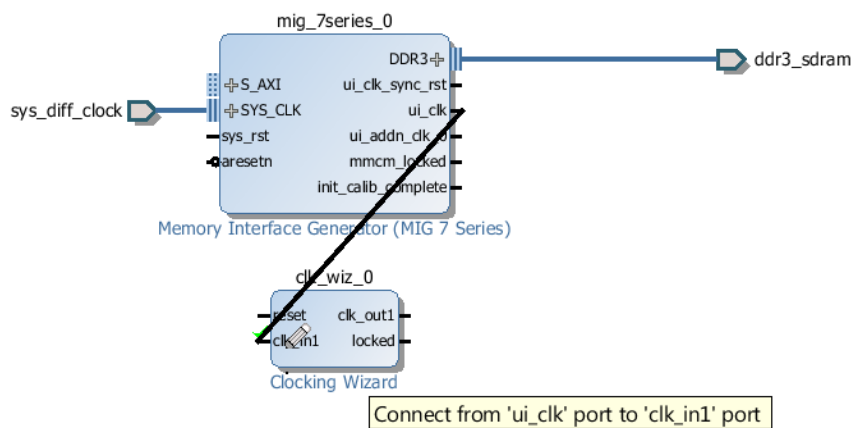 mig_7series_0
DDR3
ddr3_sdram
S_AXI
ui_clk_sync_rst
sys_diff_clock
SYS_CLK
ui_clk
sys_rst
ui_addn_clk_0
aresetn
mmcm_locked
init_calib_complete
Memory Interface Generator (MIG 7 Series)
clk_wiz_0
reset
clk_out1
clk_in1
locked
Clocking Wizard
Connect from 'ui_clk' port to 'clk_in1' port